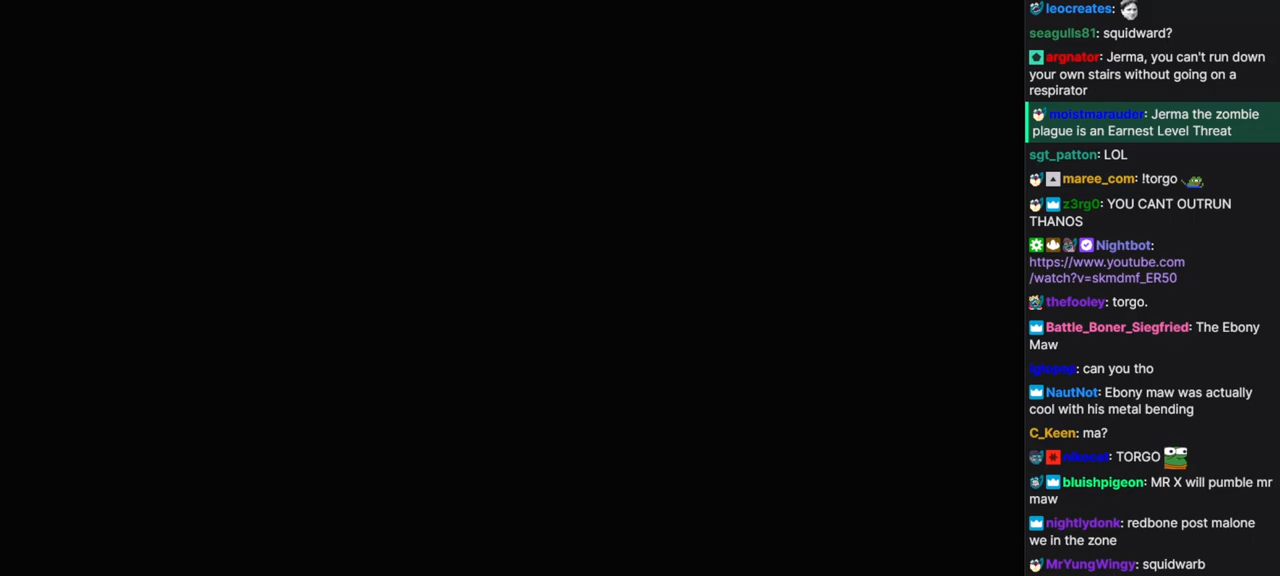 leocreates:
seagulls81: squidward?
argnator: Jerma, you can't run down
your own stairs without going on a
respirator
moistmarauder: Jerma the zombie
plague is an Earnest Level Threat
sgt_patton: LOL
maree_com: !torgo
z3rg0: YOU CANT OUTRUN
THANOS
Nightbot:
https://www.youtube.com
/watch?v=skmdmf_ER50
thefooley: torgo.
Battle_Boner_Siegfried: The Ebony
Maw
iglopop: can you tho
NautNot: Ebony maw was actually
cool with his metal bending
C_Keen: ma?
: TORGO
bluishpigeon: MR X will pumble mr
maw
nightlydonk: redbone post malone
we in the zone
MrYungWingy: squidwarb